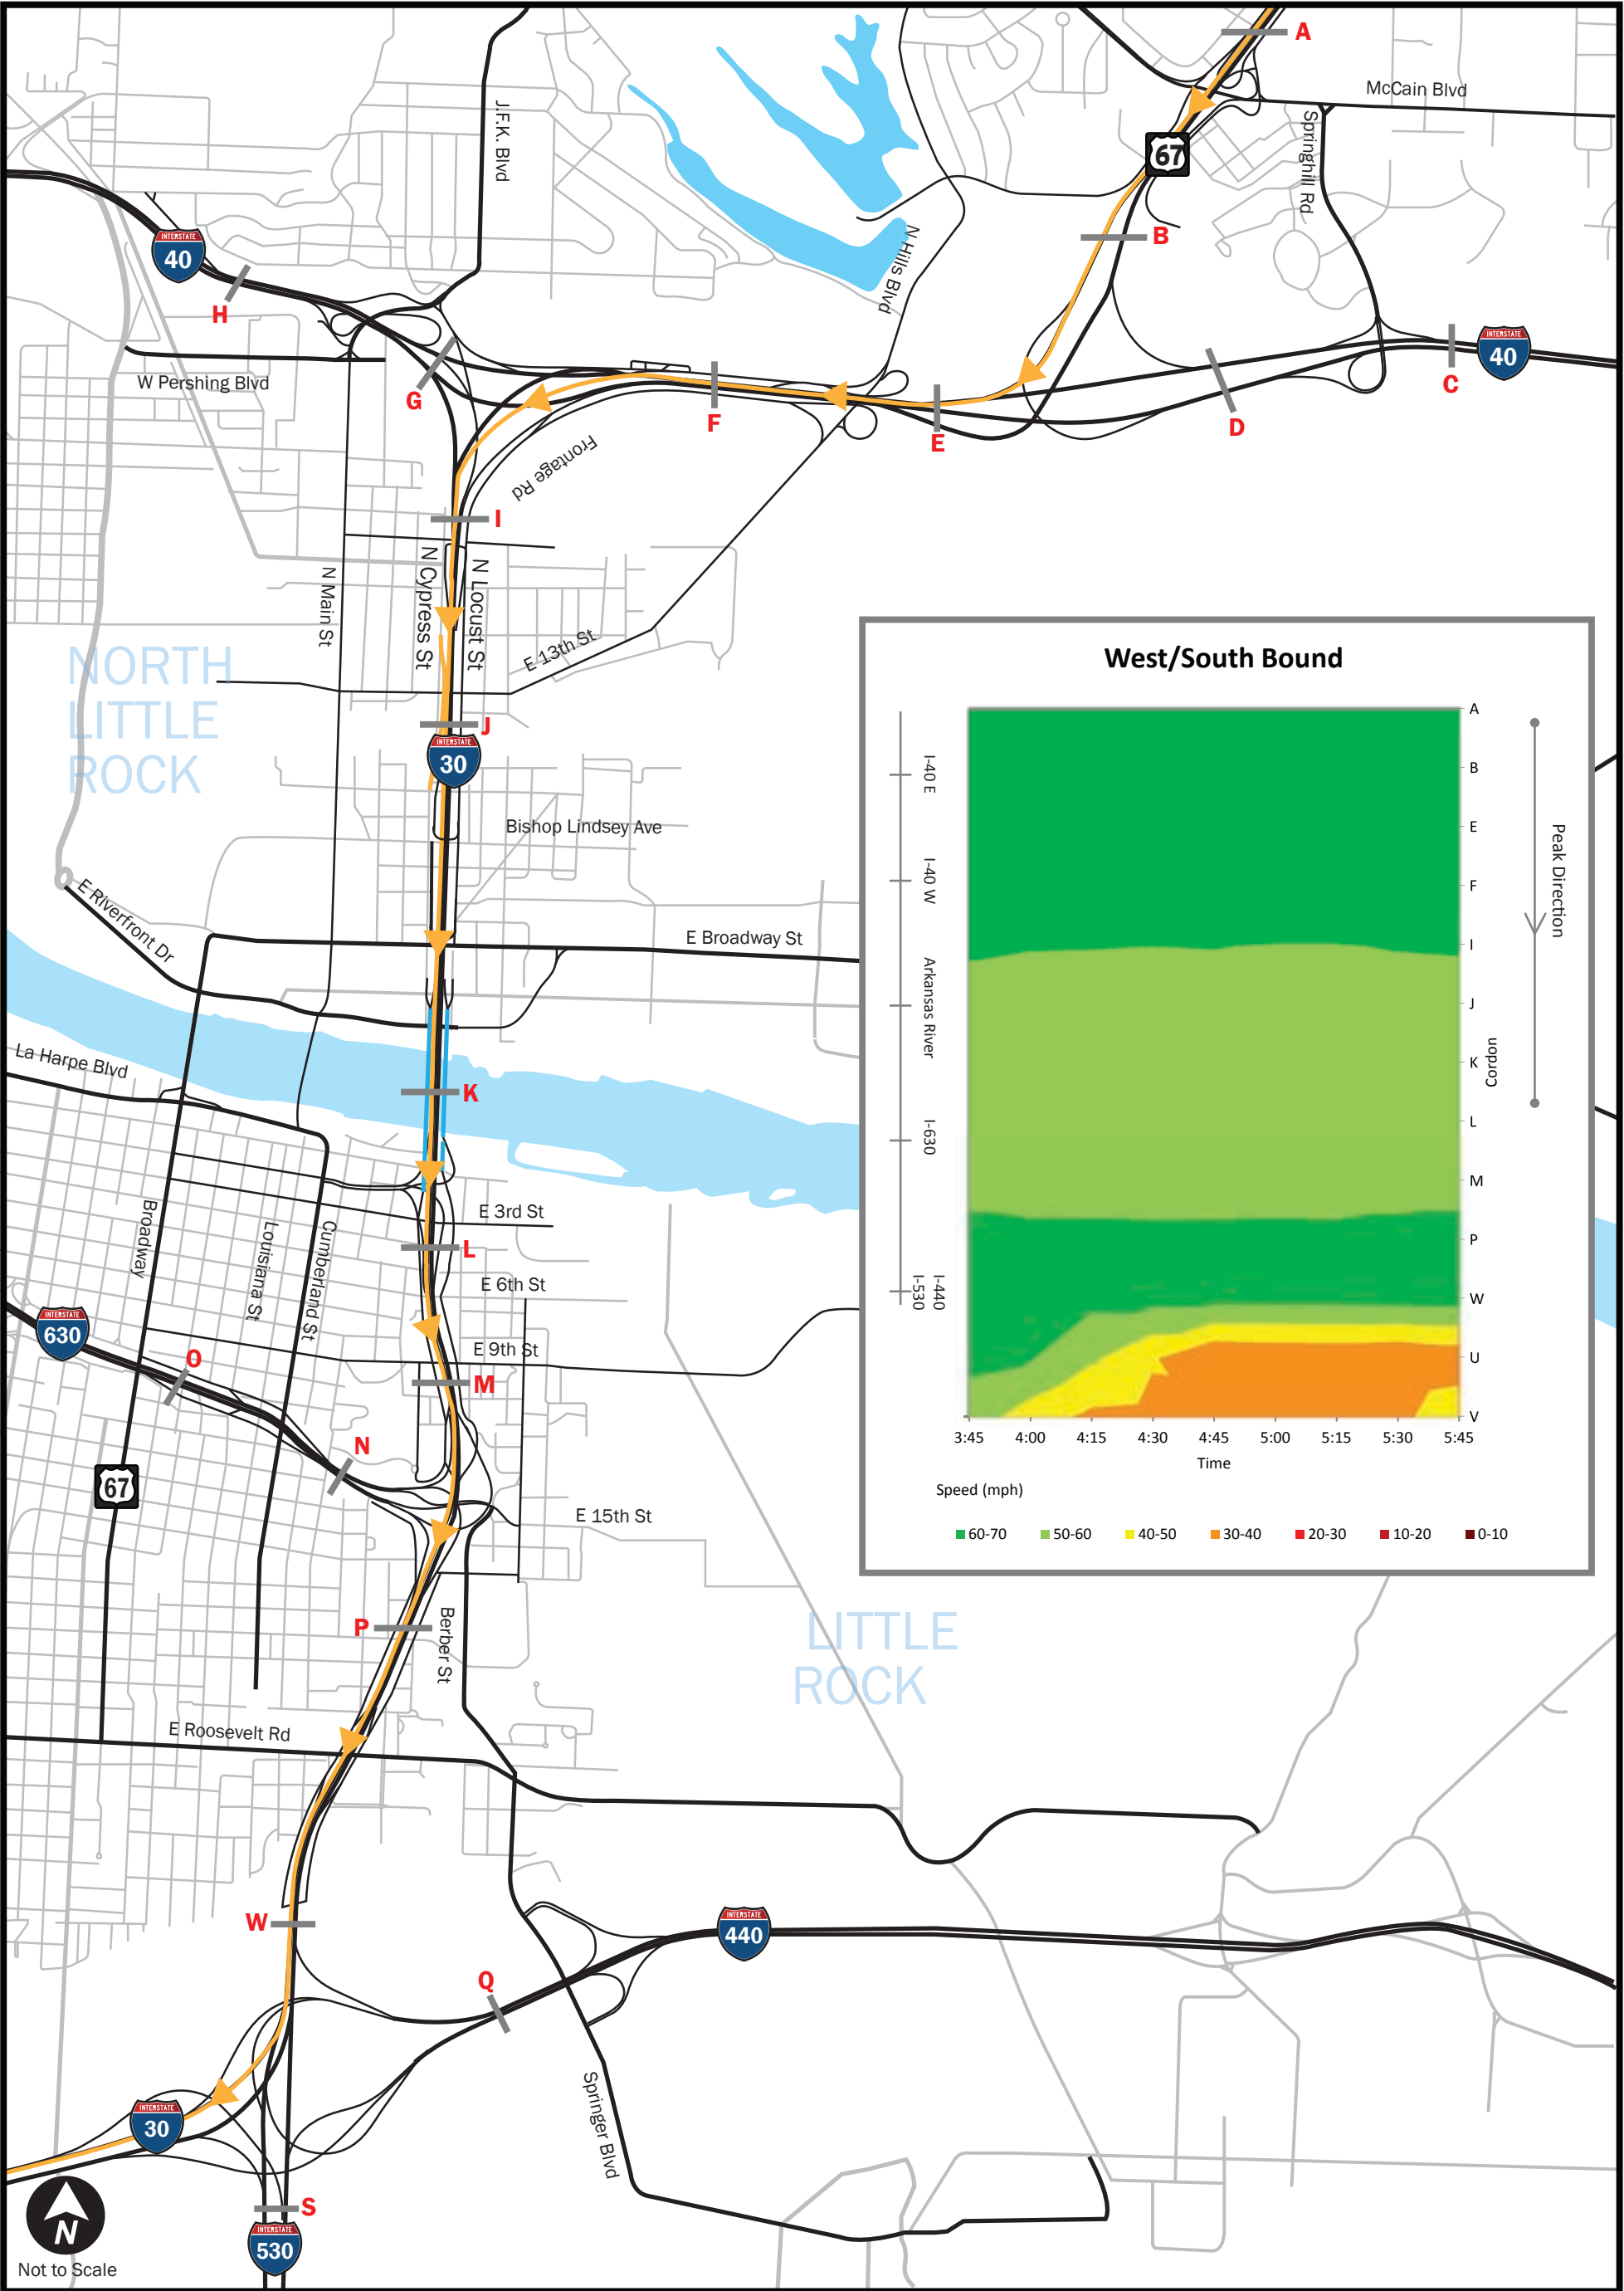 A
McCain Blvd
J.F.K. Blvd
Springhill Rd
67
B
N Hills Blvd
INTERSTATE
40
H
INTERSTATE
40
C
W Pershing Blvd
G
F
E
D
Frontage Rd
I
N Main St
N Cypress St
N Locust St
E 13th St
NORTH
LITTLE
ROCK
J
INTERSTATE
30
Bishop Lindsey Ave
E Riverfront Dr
E Broadway St
La Harpe Blvd
K
E 3rd St
L
Broadway
Louisiana St
Cumberland St
E 6th St
INTERSTATE
630
O
E 9th St
M
N
67
E 15th St
P
Berber St
LITTLE
ROCK
E Roosevelt Rd
W
INTERSTATE
440
Q
Springer Blvd
INTERSTATE
30
S
INTERSTATE
530
N
Not to Scale
West/South Bound
I-40 E
I-40 W
Arkansas River
I-630
I-440
I-530
A
B
E
F
I
J
K
L
M
P
W
U
V
Cordon
Peak Direction
3:45 4:00 4:15 4:30 4:45 5:00 5:15 5:30 5:45
Time
Speed (mph)
60-70 50-60 40-50 30-40 20-30 10-20 0-10